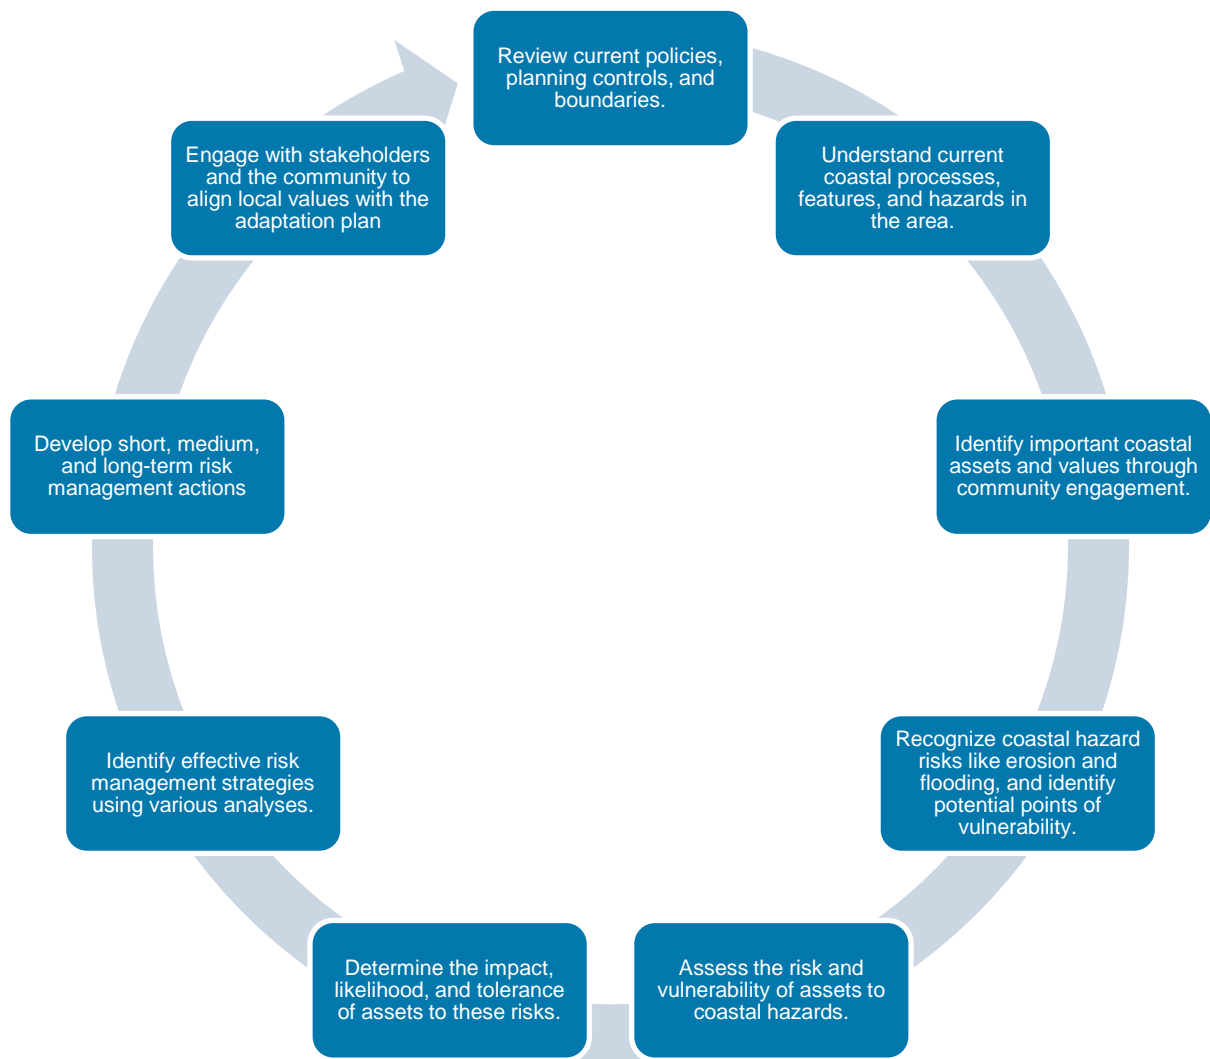 Review current policies,
planning controls, and
boundaries.
Understand current
coastal processes,
features, and hazards in
the area.
Identify important coastal
assets and values through
community engagement.
Recognize coastal hazard
risks like erosion and
flooding, and identify
potential points of
vulnerability.
Assess the risk and
vulnerability of assets to
coastal hazards.
Determine the impact,
likelihood, and tolerance
of assets to these risks.
Identify effective risk
management strategies
using various analyses.
Develop short, medium,
and long-term risk
management actions
Engage with stakeholders
and the community to
align local values with the
adaptation plan